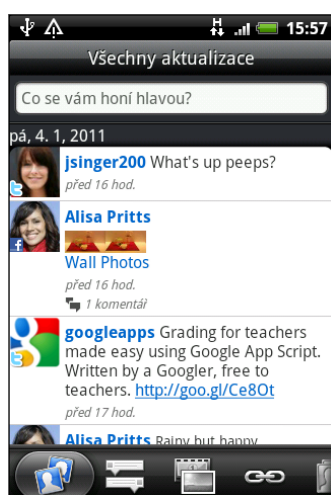 H
15:57
Všechny aktualizace
Co se vám honí hlavou?
pá, 4. 1, 2011
jsinger200 What's up peeps?
před 16 hod.
Alisa Pritts
Wall Photos
před 16 hod.
1 komentář
googleapps Grading for teachers
made easy using Google App Script.
Written by a Googler, free to
teachers. http://goo.gl/Ce8Ot
před 17 hod.
Alisa Pritts Rainy but happy